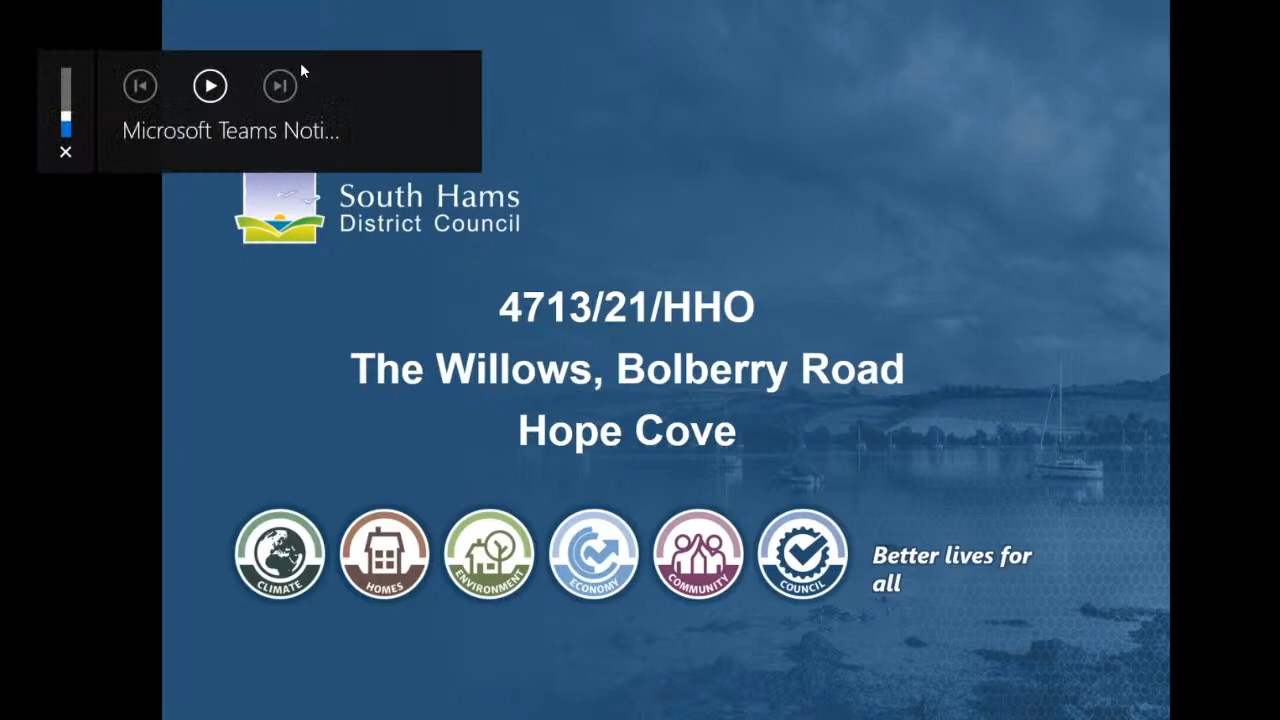 Microsoft Teams Noti...
South Hams
District Council
4713/21/HHO
The Willows, Bolberry Road
Hope Cove
CLIMATE
HOMES
ENVIRONMENT
ECONOMY
COMMUNITY
COUNCIL
Better lives for
all